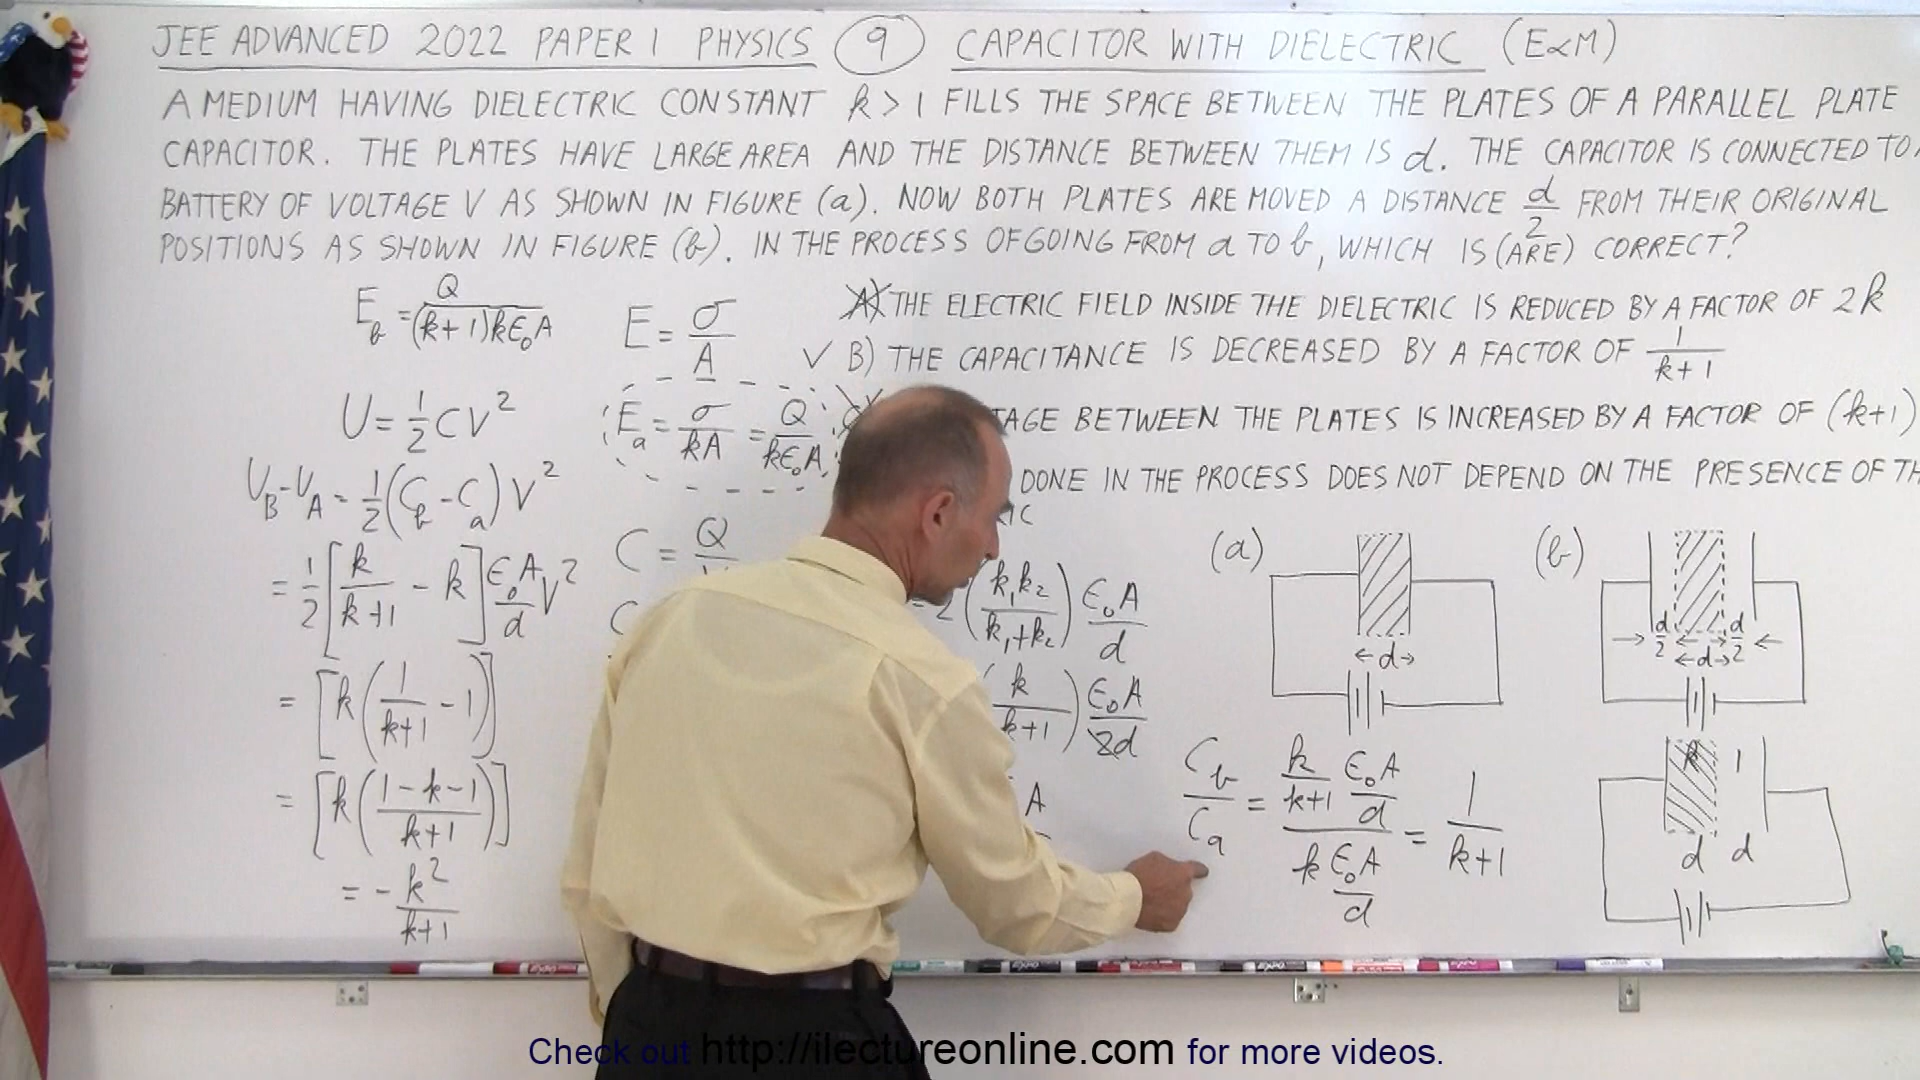 JEE ADVANCED 2022 PAPER 1 PHYSICS 9 CAPACITOR WITH DIELECTRIC (E∝M)
A MEDIUM HAVING DIELECTRIC CONSTANT k > 1 FILLS THE SPACE BETWEEN THE PLATES OF A PARALLEL PLATE
CAPACITOR. THE PLATES HAVE LARGE AREA AND THE DISTANCE BETWEEN THEM IS d. THE CAPACITOR IS CONNECTED TO
BATTERY OF VOLTAGE V AS SHOWN IN FIGURE (a). NOW BOTH PLATES ARE MOVED A DISTANCE d/2 FROM THEIR ORIGINAL
POSITIONS AS SHOWN IN FIGURE (b). IN THE PROCESS OF GOING FROM a TO b, WHICH IS (ARE) CORRECT?
A) THE ELECTRIC FIELD INSIDE THE DIELECTRIC IS REDUCED BY A FACTOR OF 2k
✓ B) THE CAPACITANCE IS DECREASED BY A FACTOR OF 1/(k+1)
TAGE BETWEEN THE PLATES IS INCREASED BY A FACTOR OF (k+1)
DONE IN THE PROCESS DOES NOT DEPEND ON THE PRESENCE OF TH
IC
E_b = Q/((k+1)kε₀A)
U = 1/2 CV²
U_B - U_A = 1/2 (C_b - C_a) V²
= 1/2 [k/(k+1) - k] ε₀A/d V²
= [k(1/(k+1) - 1)]
= [k((1-k-1)/(k+1))]
= - k²/(k+1)
E = σ/A
E_a = σ/(kA) = Q/(kε₀A)
C = Q
C
2 (k₁k₂/(k₁+k₂)) ε₀A/d
(k/(k+1)) ε₀A/2d
A
(a)
←d→
(b)
→ d/2 ← → d/2 ←
←d→
C_b/C_a = (k/(k+1) ε₀A/d)/(k ε₀A/d) = 1/(k+1)
k 1
d d
Check out http://ilectureonline.com for more videos.